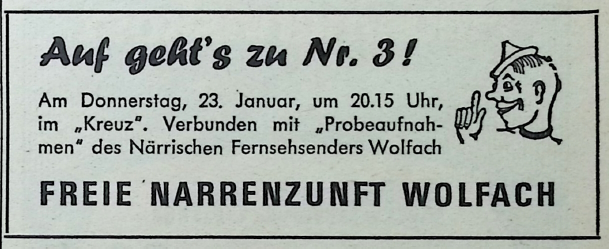 Auf geht's zu Nr. 3!
Am Donnerstag, 23. Januar, um 20.15 Uhr,
im „Kreuz". Verbunden mit „Probeaufnah-
men" des Närrischen Fernsehsenders Wolfach
FREIE NARRENZUNFT WOLFACH